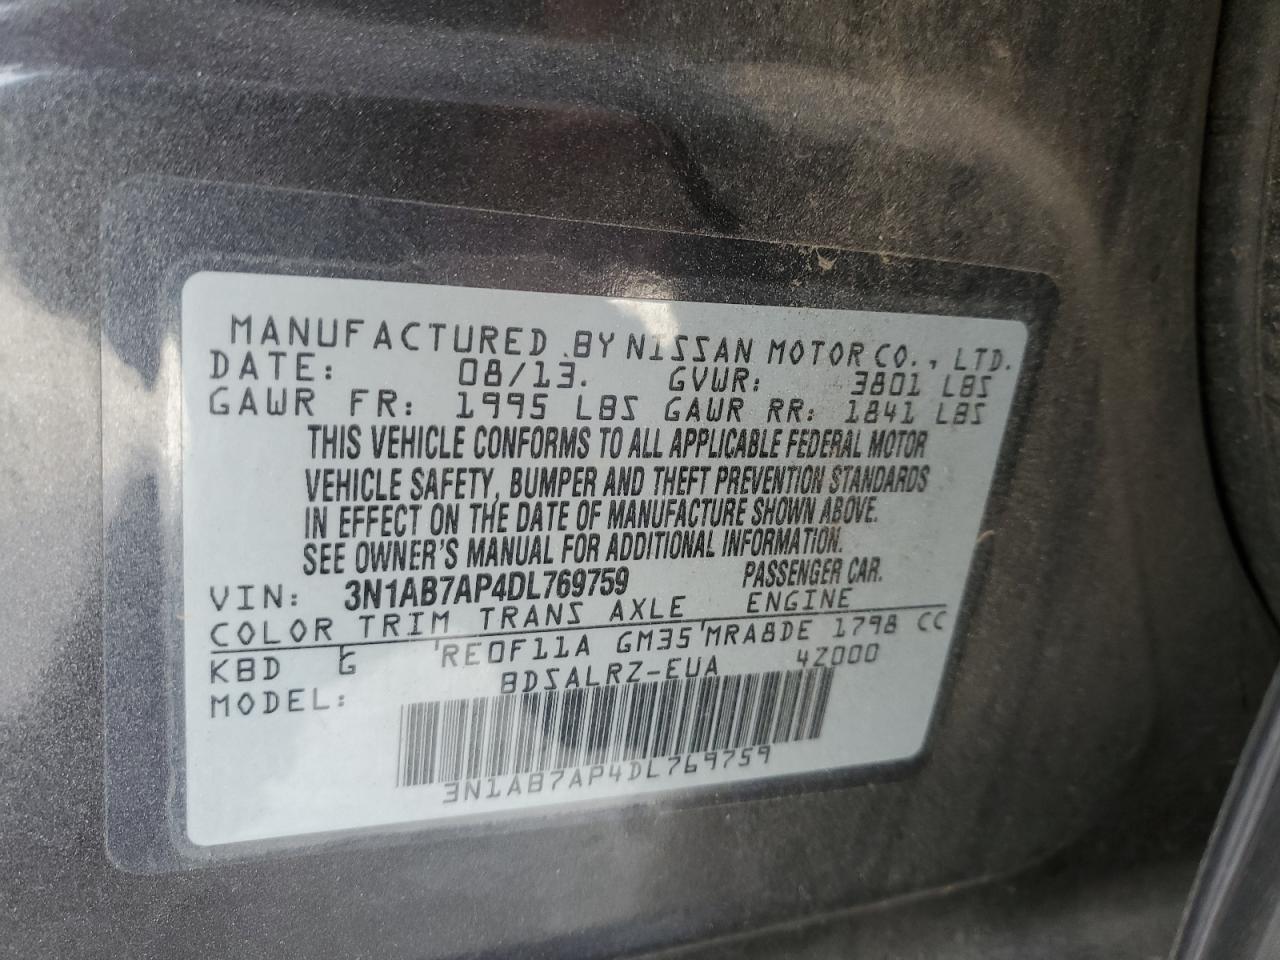 MANUFACTURED BY NISSAN MOTOR CO., LTD.
DATE: 08/13. GVWR: 3801 LBS
GAWR FR: 1995 LBS GAWR RR: 1841 LBS
THIS VEHICLE CONFORMS TO ALL APPLICABLE FEDERAL MOTOR
VEHICLE SAFETY, BUMPER AND THEFT PREVENTION STANDARDS
IN EFFECT ON THE DATE OF MANUFACTURE SHOWN ABOVE.
SEE OWNER'S MANUAL FOR ADDITIONAL INFORMATION.
VIN: 3N1AB7AP4DL769759 PASSENGER CAR.
COLOR TRIM TRANS AXLE ENGINE
KBD G RE0F11A GM35 MRA8DE 1798 CC
MODEL: BDSALRZ-EUA 42000
3N1AB7AP4DL769759